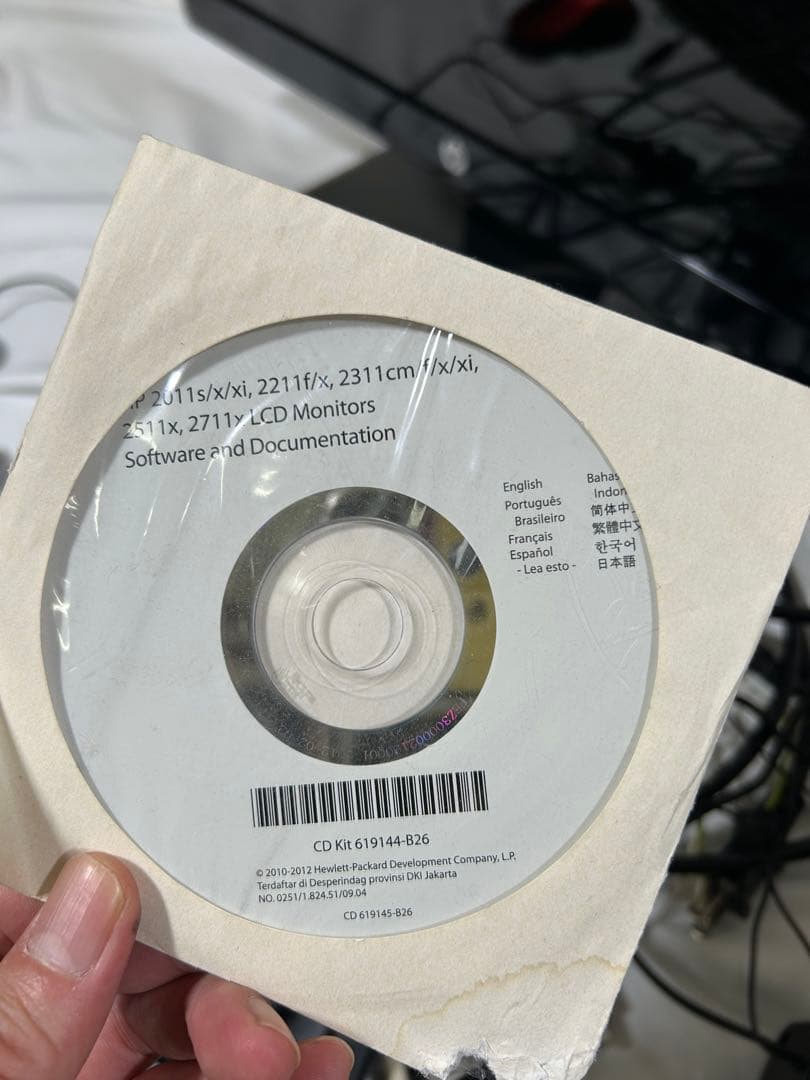 HP 2011s/x/xi, 2211f/x, 2311cm/f/x/xi,
2511x, 2711x LCD Monitors
Software and Documentation
English
Português
Brasileiro
Français
Español
- Lea esto -
Bahas
Indon
简体中
繁體中文
한국어
日本語
CD Kit 619144-B26
© 2010-2012 Hewlett-Packard Development Company, L.P.
Terdaftar di Desperindag provinsi DKI Jakarta
NO. 0251/1.824.51/09.04
CD 619145-B26